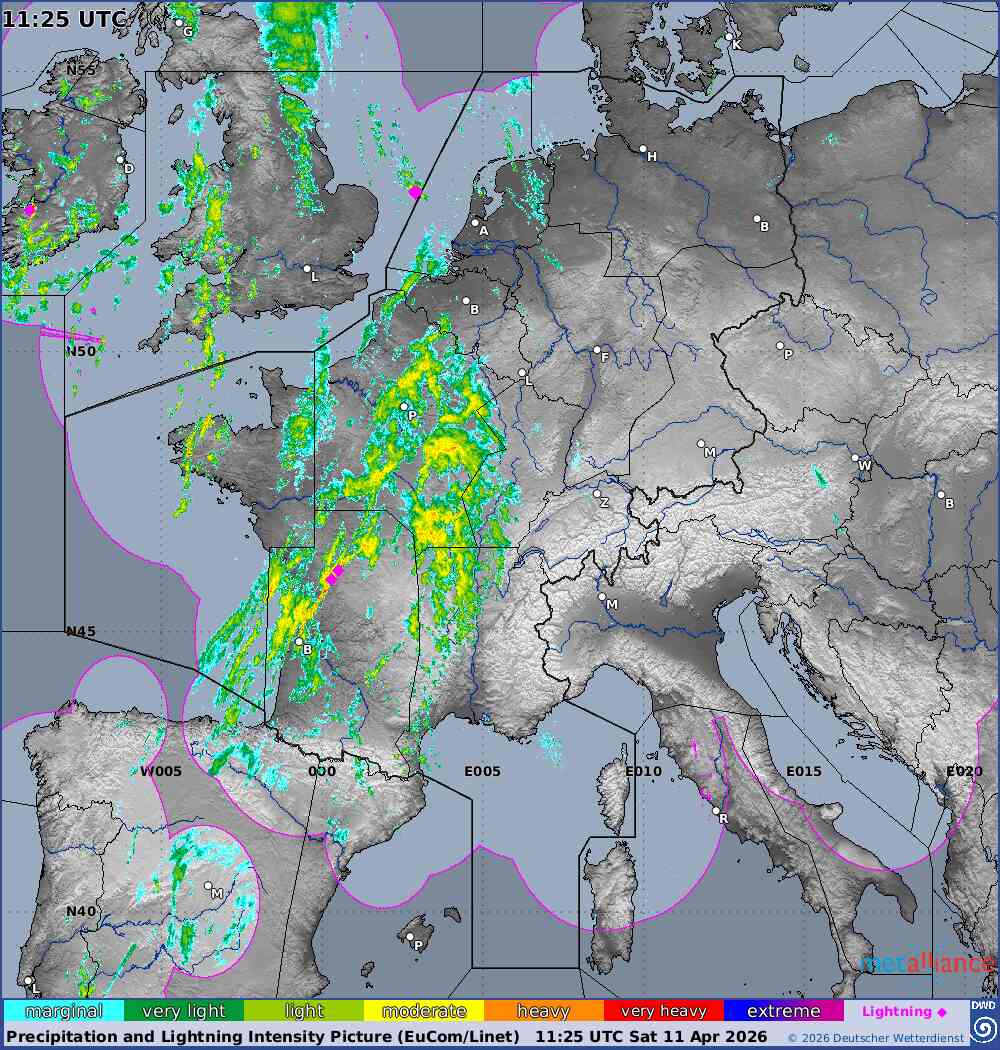 11:25 UTC
G
K
N55
H
D
B
A
L
B
N50
P
F
L
P
M
W
B
Z
M
N45
B
W005
000
E005
E010
E015
E020
R
M
N40
P
metalliance
L
marginal very light light moderate heavy very heavy extreme Lightning
DWD
Precipitation and Lightning Intensity Picture (EuCom/Linet) 11:25 UTC Sat 11 Apr 2026 © 2026 Deutscher Wetterdienst